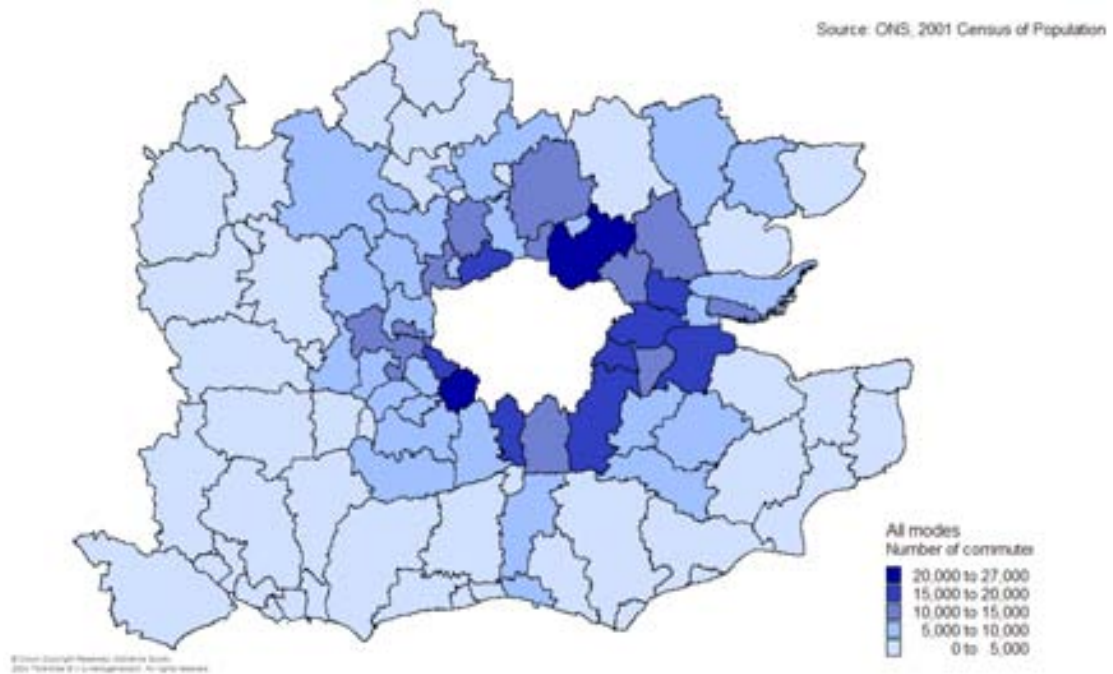 Source: ONS, 2001 Census of Population
All modes
Number of commuter
20,000 to 27,000
15,000 to 20,000
10,000 to 15,000
5,000 to 10,000
0 to 5,000